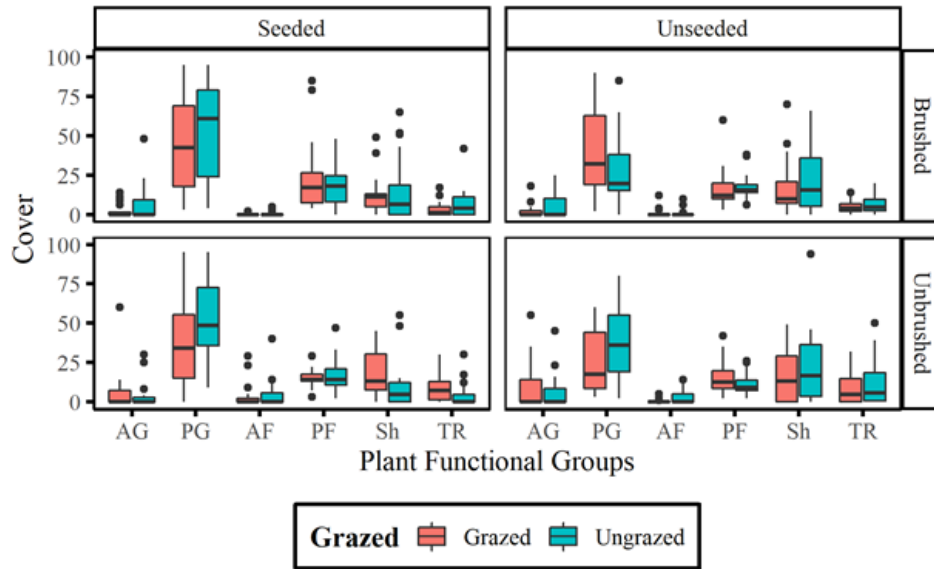 Seeded Unseeded
100
75
50
25
0
Brushed
Cover
100
75
50
25
0
Unbrushed
AG PG AF PF Sh TR AG PG AF PF Sh TR
Plant Functional Groups
Grazed Grazed Ungrazed